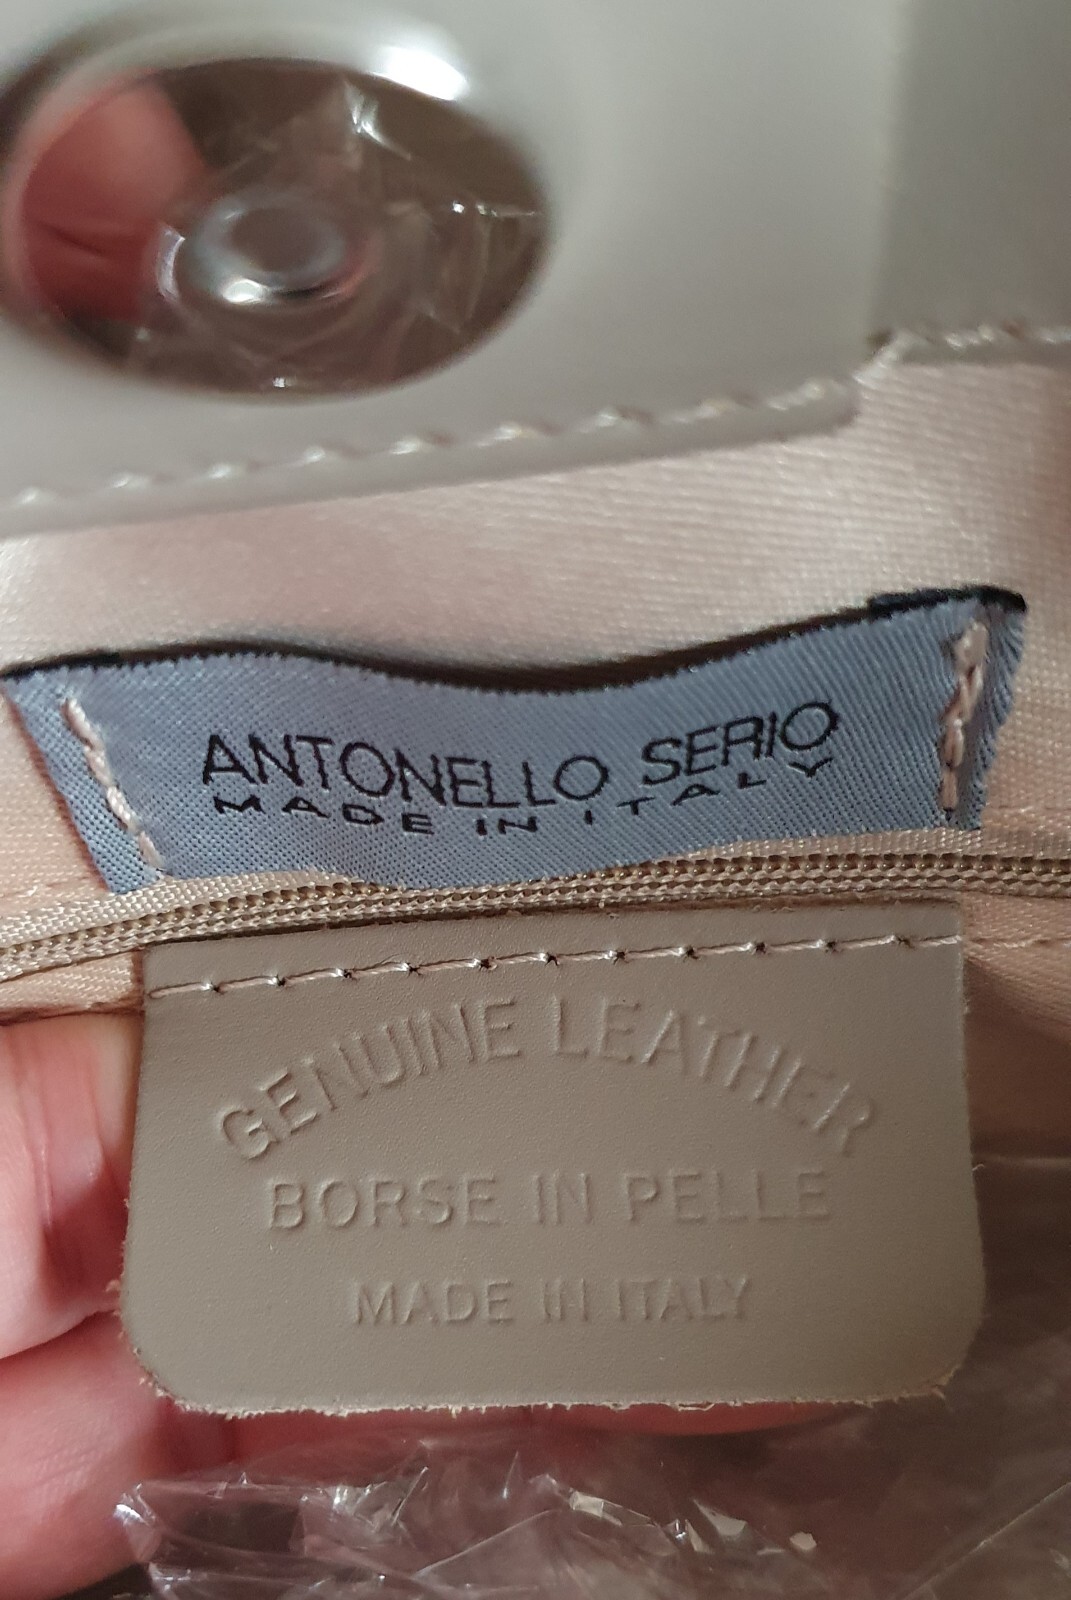 ANTONELLO SERIO
MADE IN ITALY
GENUINE LEATHER
BORSE IN PELLE
MADE IN ITALY